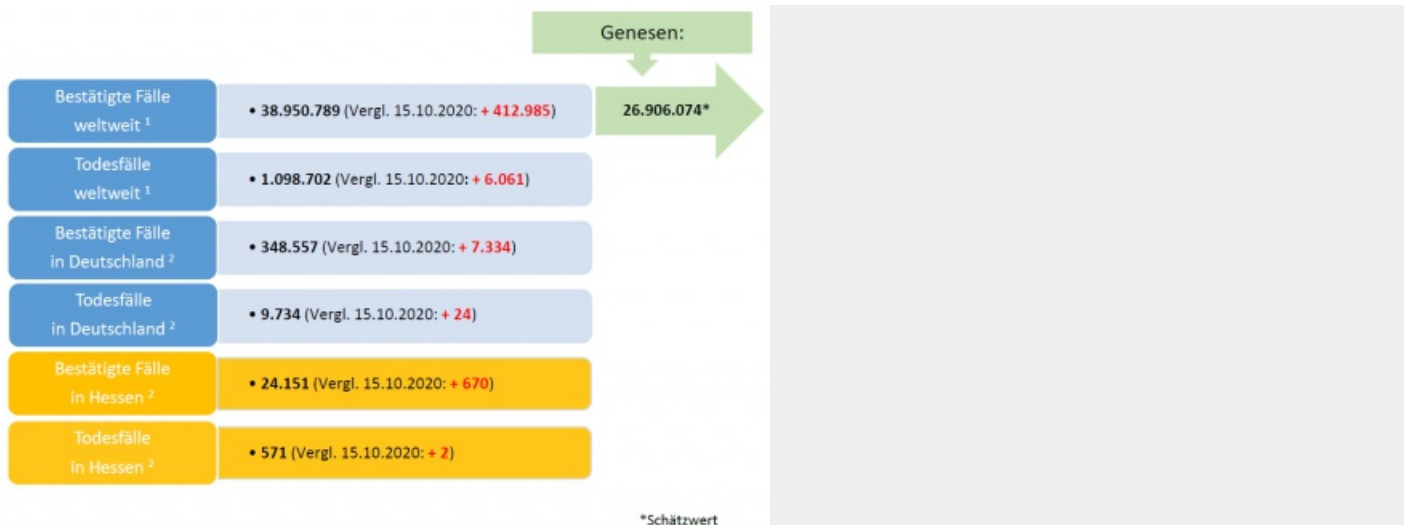 Genesen:
Bestätigte Fälle
weltweit ¹
• 38.950.789 (Vergl. 15.10.2020: + 412.985)
26.906.074*
Todesfälle
weltweit ¹
• 1.098.702 (Vergl. 15.10.2020: + 6.061)
Bestätigte Fälle
in Deutschland ²
• 348.557 (Vergl. 15.10.2020: + 7.334)
Todesfälle
in Deutschland ²
• 9.734 (Vergl. 15.10.2020: + 24)
Bestätigte Fälle
in Hessen ²
• 24.151 (Vergl. 15.10.2020: + 670)
Todesfälle
in Hessen ²
• 571 (Vergl. 15.10.2020: + 2)
*Schätzwert